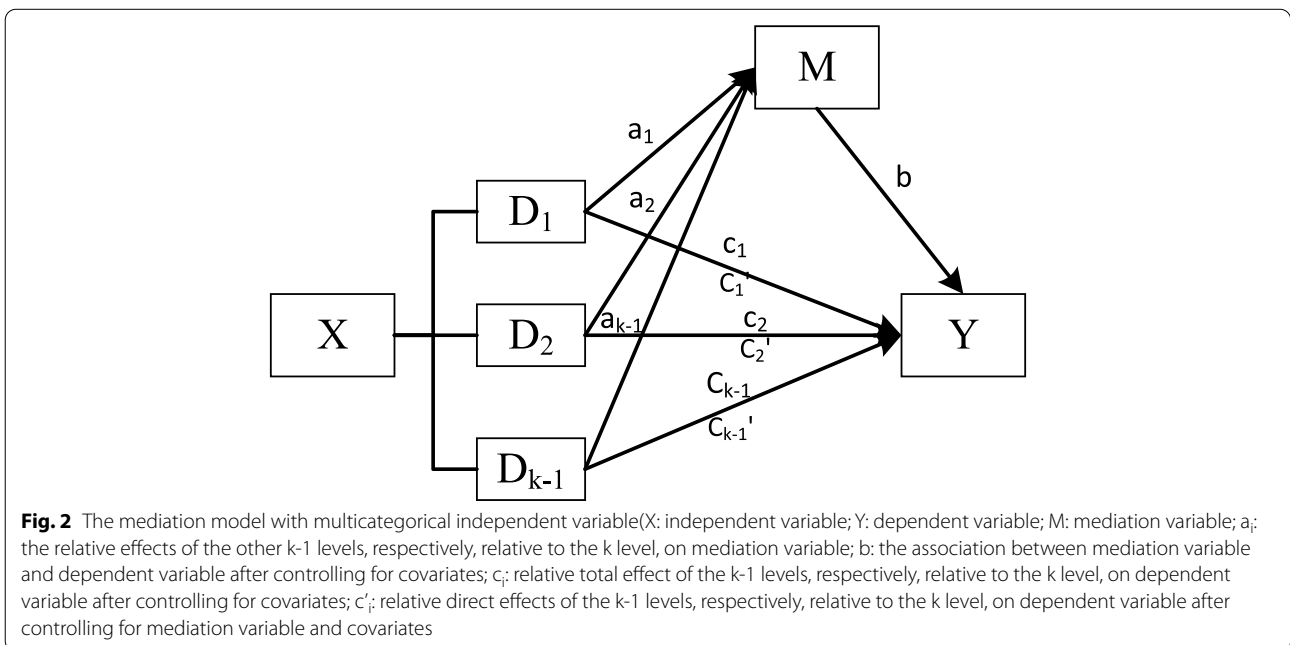 M
a1
b
a2
D1
c1
C1'
X
D2
ak-1
c2
C2'
Y
Ck-1
Ck-1'
Dk-1
Fig. 2 The mediation model with multicategorical independent variable(X: independent variable; Y: dependent variable; M: mediation variable; ai:
the relative effects of the other k-1 levels, respectively, relative to the k level, on mediation variable; b: the association between mediation variable
and dependent variable after controlling for covariates; ci: relative total effect of the k-1 levels, respectively, relative to the k level, on dependent
variable after controlling for covariates; c′i: relative direct effects of the k-1 levels, respectively, relative to the k level, on dependent variable after
controlling for mediation variable and covariates